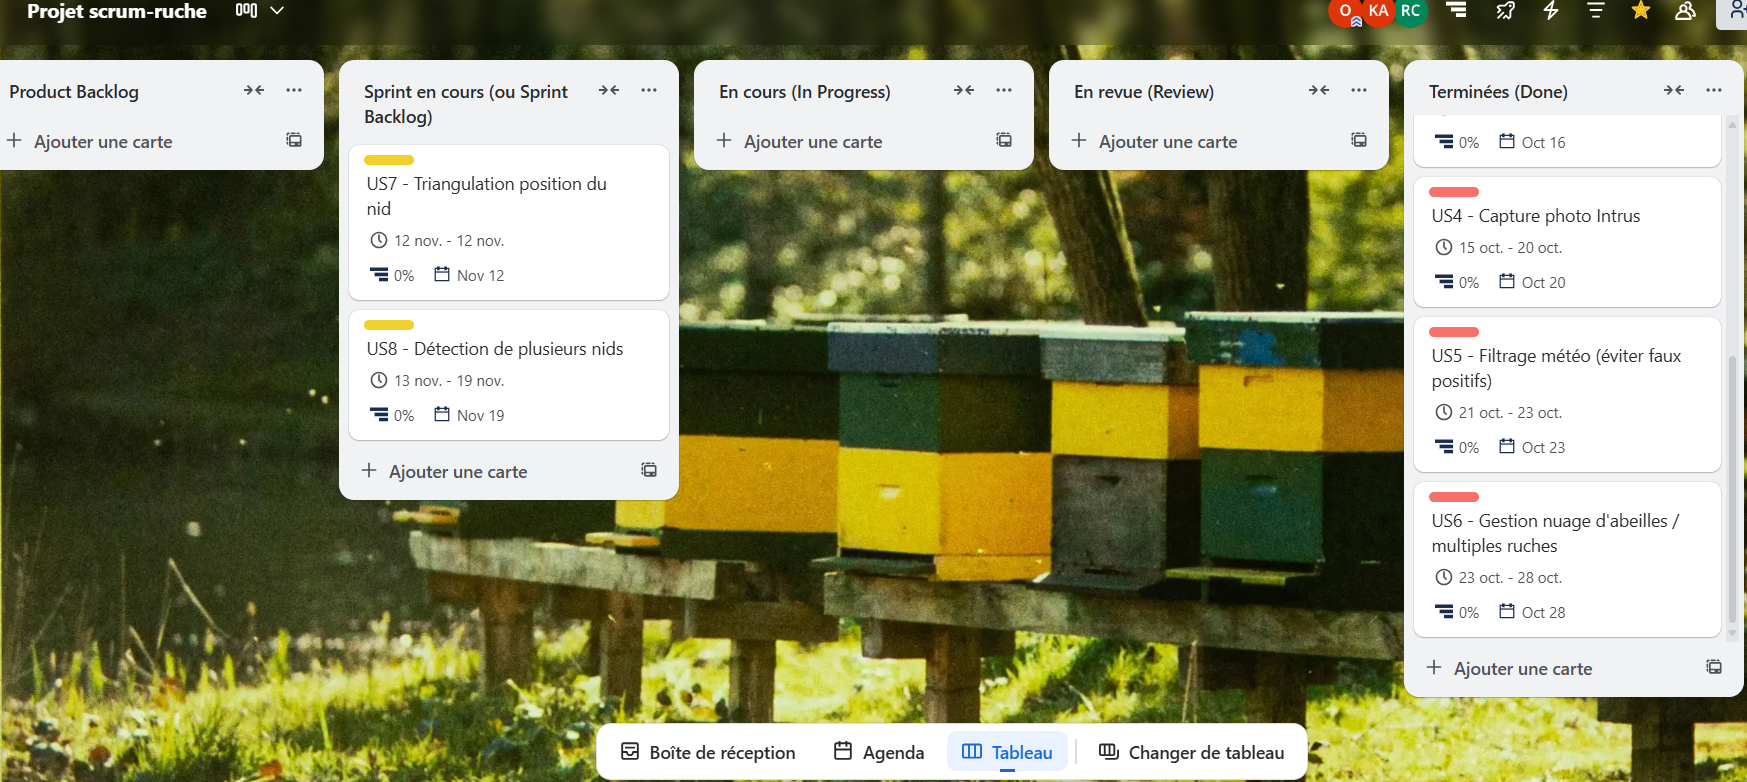 Projet scrum-ruche
O
KA
RC
Product Backlog
Ajouter une carte
Sprint en cours (ou Sprint
Backlog)
US7 - Triangulation position du
nid
12 nov. - 12 nov.
0% Nov 12
US8 - Détection de plusieurs nids
13 nov. - 19 nov.
0% Nov 19
Ajouter une carte
En cours (In Progress)
Ajouter une carte
En revue (Review)
Ajouter une carte
Terminées (Done)
0% Oct 16
US4 - Capture photo Intrus
15 oct. - 20 oct.
0% Oct 20
US5 - Filtrage météo (éviter faux
positifs)
21 oct. - 23 oct.
0% Oct 23
US6 - Gestion nuage d'abeilles /
multiples ruches
23 oct. - 28 oct.
0% Oct 28
Ajouter une carte
Boîte de réception
Agenda
Tableau
Changer de tableau